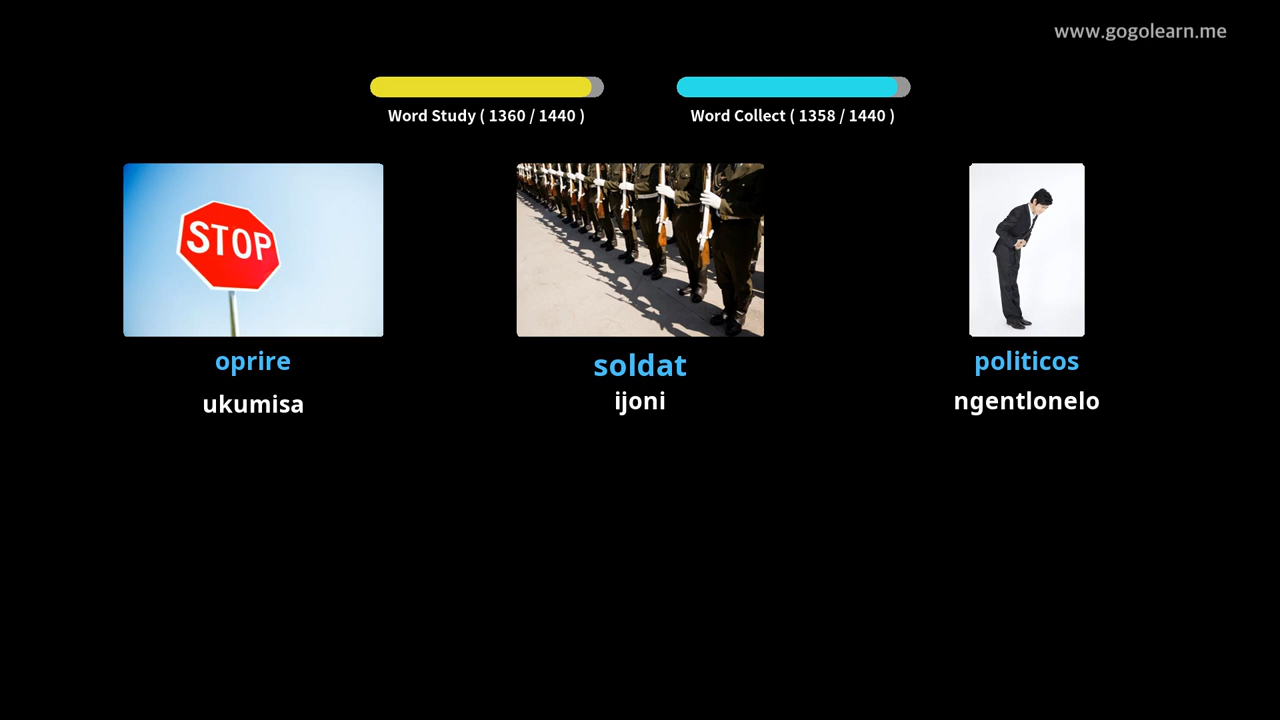 www.gogolearn.me
Word Study ( 1360 / 1440 )
Word Collect ( 1358 / 1440 )
STOP
oprire
soldat
politicos
ukumisa
ijoni
ngentlonelo